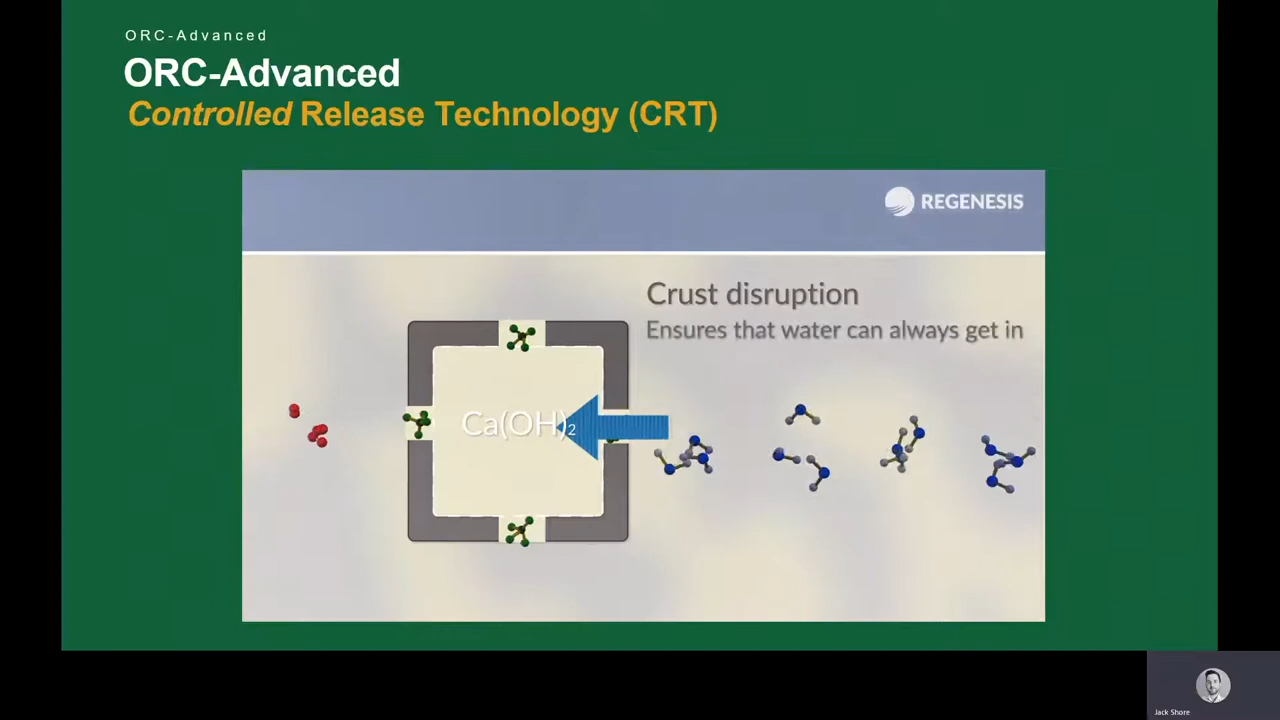 ORC-Advanced
ORC-Advanced
Controlled Release Technology (CRT)
REGENESIS
Crust disruption
Ensures that water can always get in
Ca(OH)₂
Jack Shore